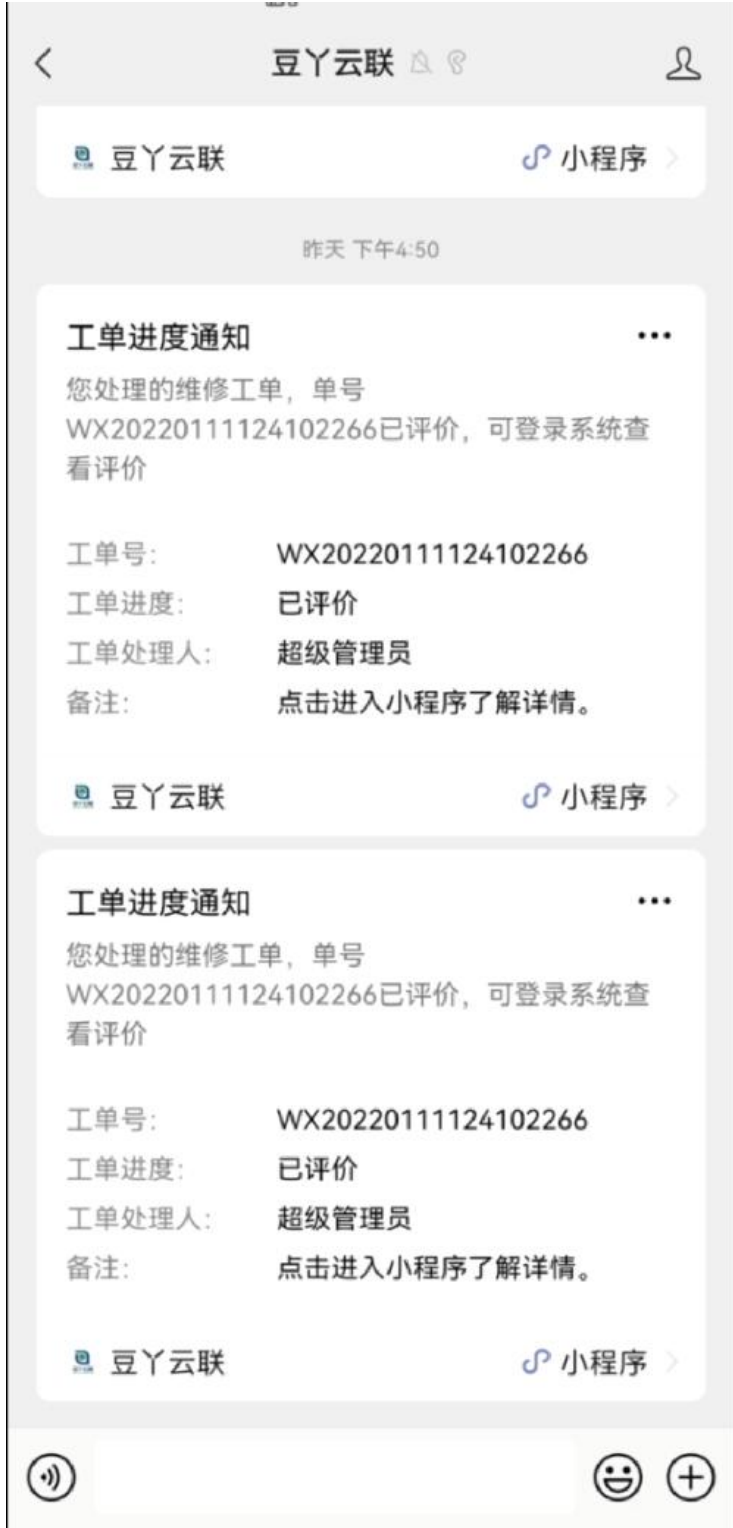 豆丫云联
豆丫云联 小程序
昨天 下午4:50
工单进度通知
您处理的维修工单，单号
WX20220111124102266已评价，可登录系统查
看评价
工单号: WX20220111124102266
工单进度: 已评价
工单处理人: 超级管理员
备注: 点击进入小程序了解详情。
豆丫云联 小程序
工单进度通知
您处理的维修工单，单号
WX20220111124102266已评价，可登录系统查
看评价
工单号: WX20220111124102266
工单进度: 已评价
工单处理人: 超级管理员
备注: 点击进入小程序了解详情。
豆丫云联 小程序